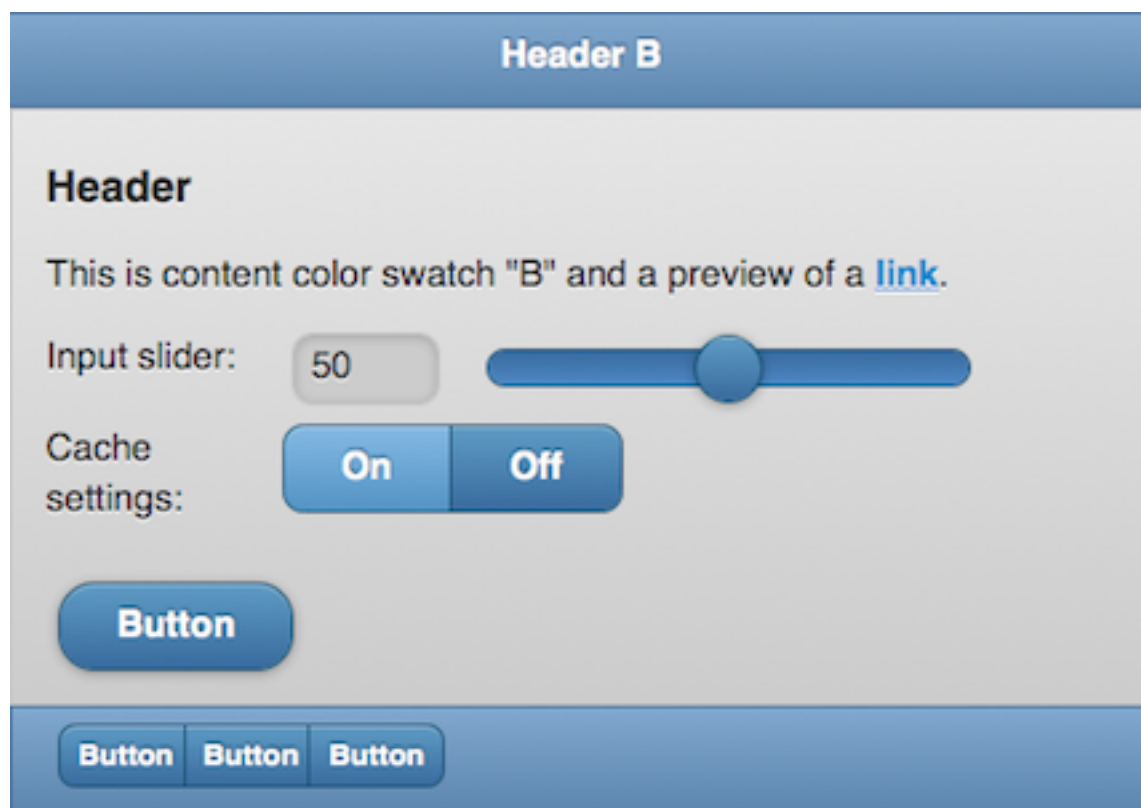 Header B
Header
This is content color swatch "B" and a preview of a link.
Input slider: 50
Cache
settings:
On Off
Button
Button Button Button